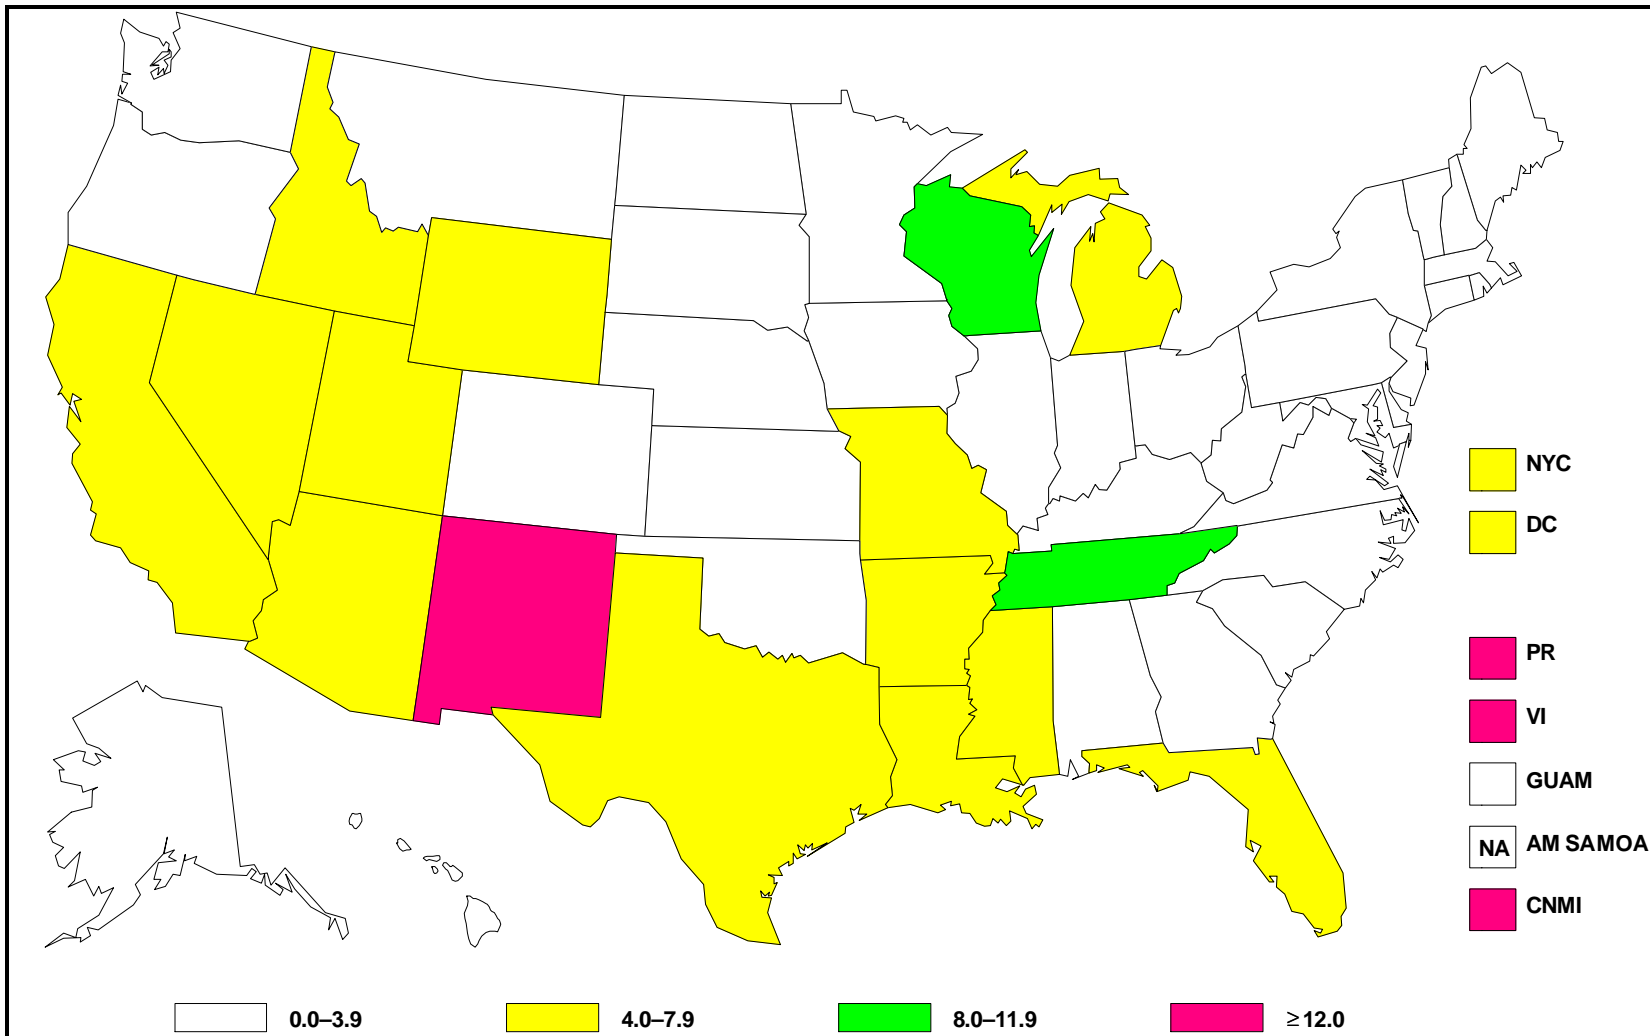 NYC
DC
PR
VI
GUAM
NA AM SAMOA
CNMI
0.0–3.9 4.0–7.9 8.0–11.9 ≥12.0